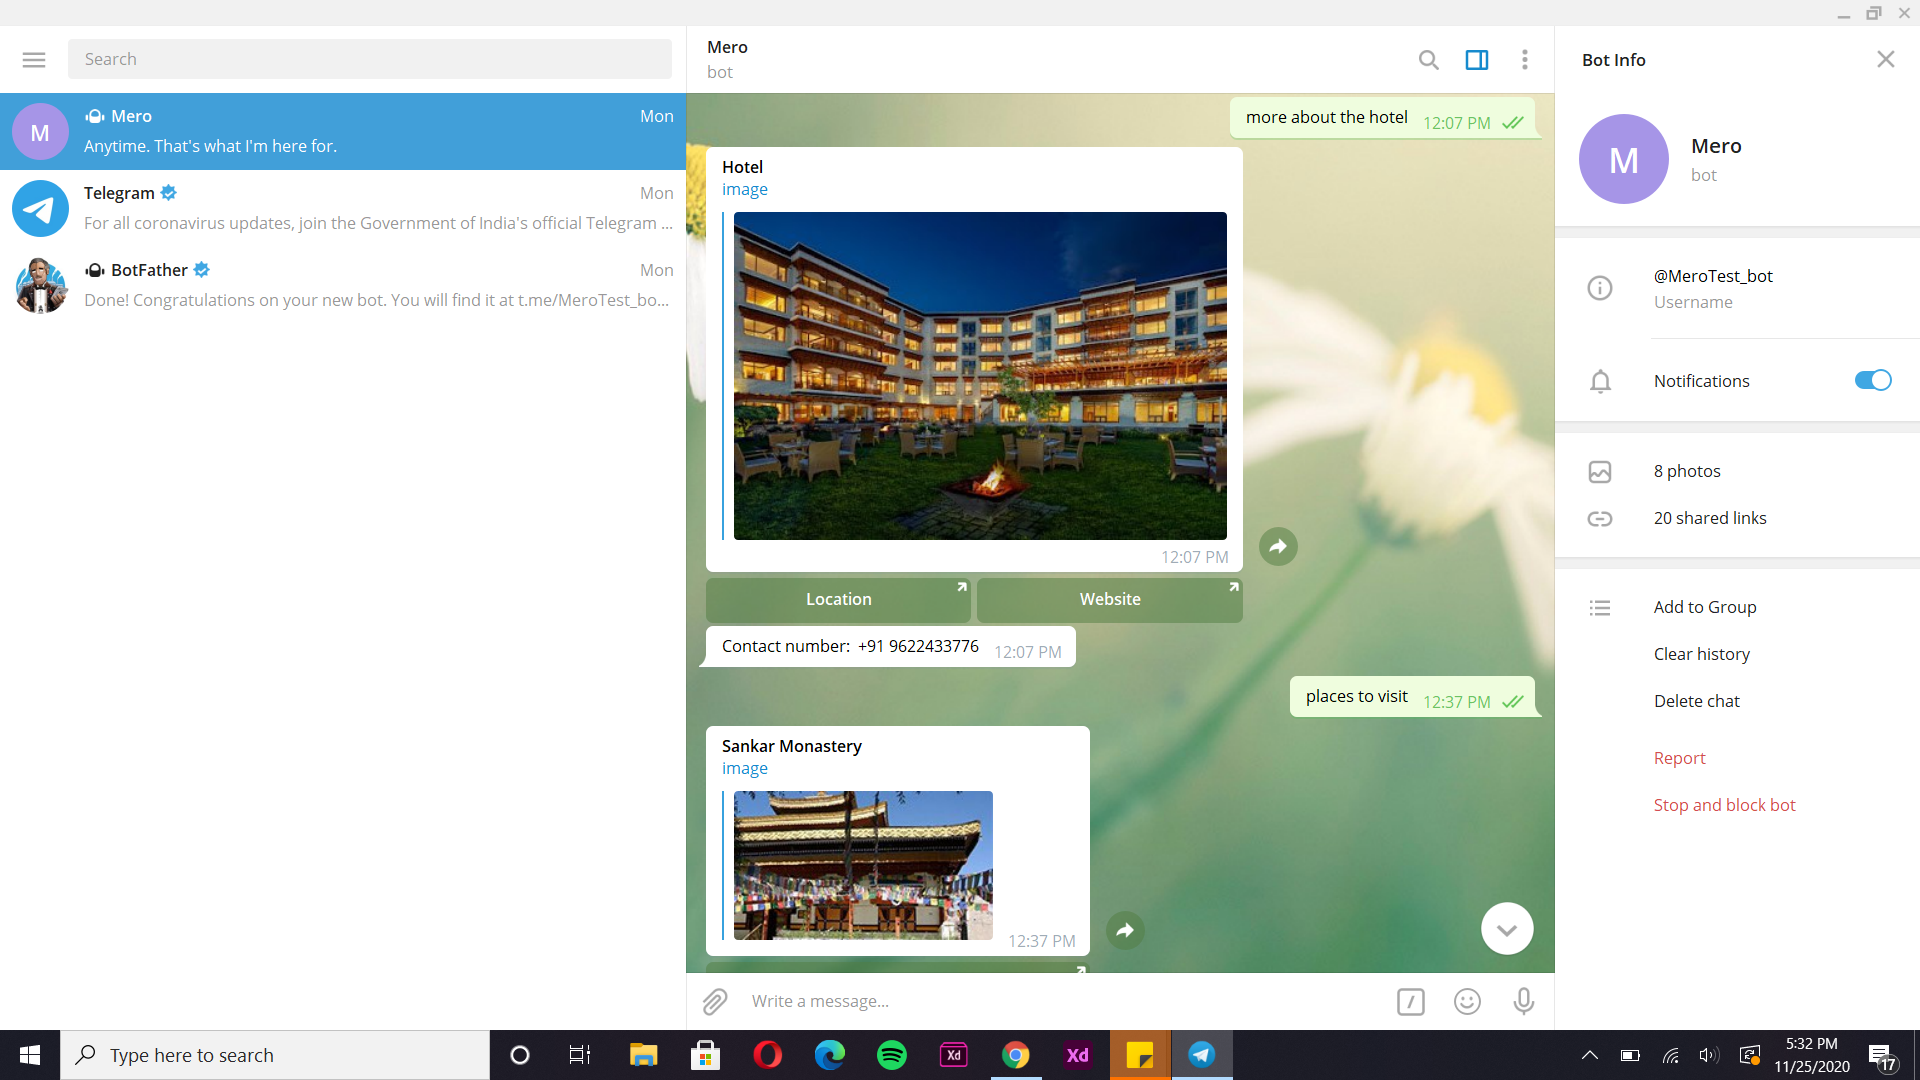 Search
M
Mero
Mon
Anytime. That's what I'm here for.
Telegram
Mon
For all coronavirus updates, join the Government of India's official Telegram ...
BotFather
Mon
Done! Congratulations on your new bot. You will find it at t.me/MeroTest_bo...
Mero
bot
more about the hotel 12:07 PM
Hotel
image
12:07 PM
Location
Website
Contact number:  +91 9622433776 12:07 PM
places to visit 12:37 PM
Sankar Monastery
image
12:37 PM
Write a message...
Bot Info
M
Mero
bot
@MeroTest_bot
Username
Notifications
8 photos
20 shared links
Add to Group
Clear history
Delete chat
Report
Stop and block bot
Type here to search
Xd
Xd
5:32 PM
11/25/2020
17